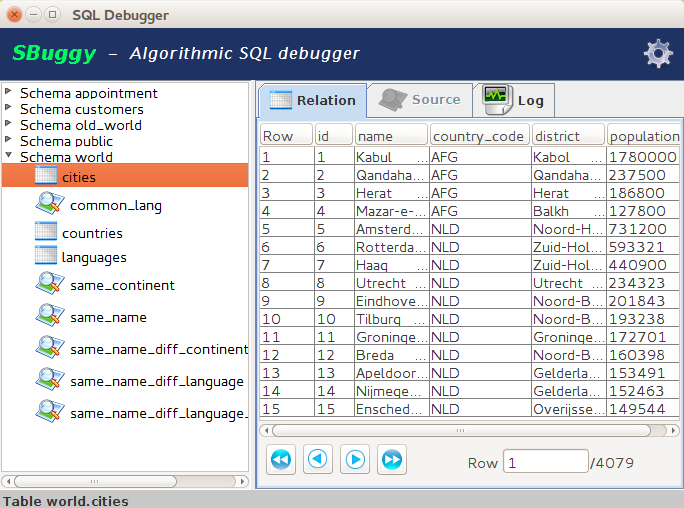 SQL Debugger
SBuggy – Algorithmic SQL debugger
Schema appointment
Schema customers
Schema old_world
Schema public
Schema world
cities
common_lang
countries
languages
same_continent
same_name
same_name_diff_continent
same_name_diff_language
same_name_diff_language_
Relation Source Log
Row id name country_code district population
1 1 Kabul ... AFG Kabol ... 1780000
2 2 Qandaha... AFG Qandaha... 237500
3 3 Herat ... AFG Herat ... 186800
4 4 Mazar-e-... AFG Balkh ... 127800
5 5 Amsterd... NLD Noord-H... 731200
6 6 Rotterda... NLD Zuid-Hol... 593321
7 7 Haag ... NLD Zuid-Hol... 440900
8 8 Utrecht ... NLD Utrecht ... 234323
9 9 Eindhove... NLD Noord-B... 201843
10 10 Tilburg ... NLD Noord-B... 193238
11 11 Groninge... NLD Groninge... 172701
12 12 Breda ... NLD Noord-B... 160398
13 13 Apeldoor... NLD Gelderla... 153491
14 14 Nijmege... NLD Gelderla... 152463
15 15 Ensched... NLD Overijsse... 149544
Row 1 /4079
Table world.cities